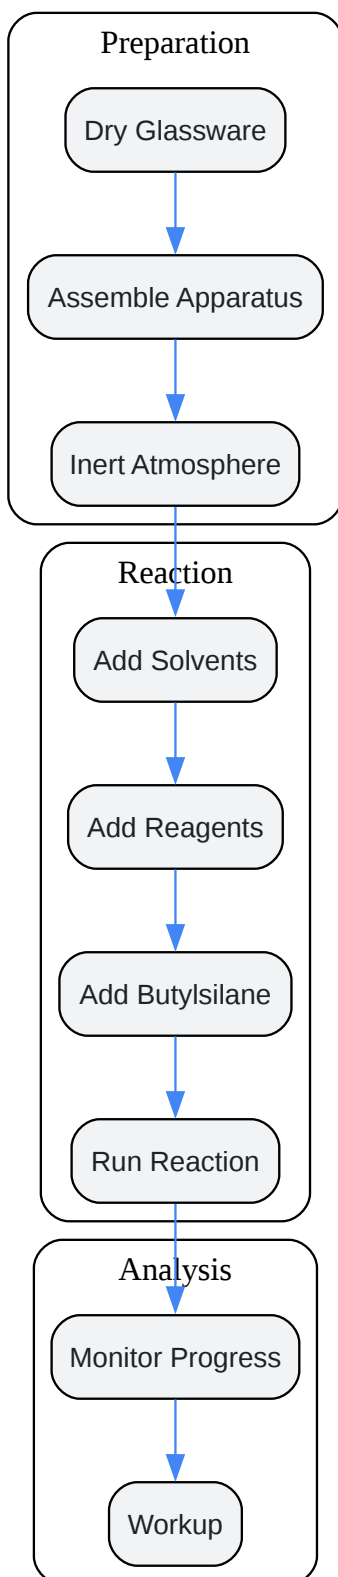 Preparation
Dry Glassware
Assemble Apparatus
Inert Atmosphere
Reaction
Add Solvents
Add Reagents
Add Butylsilane
Run Reaction
Analysis
Monitor Progress
Workup